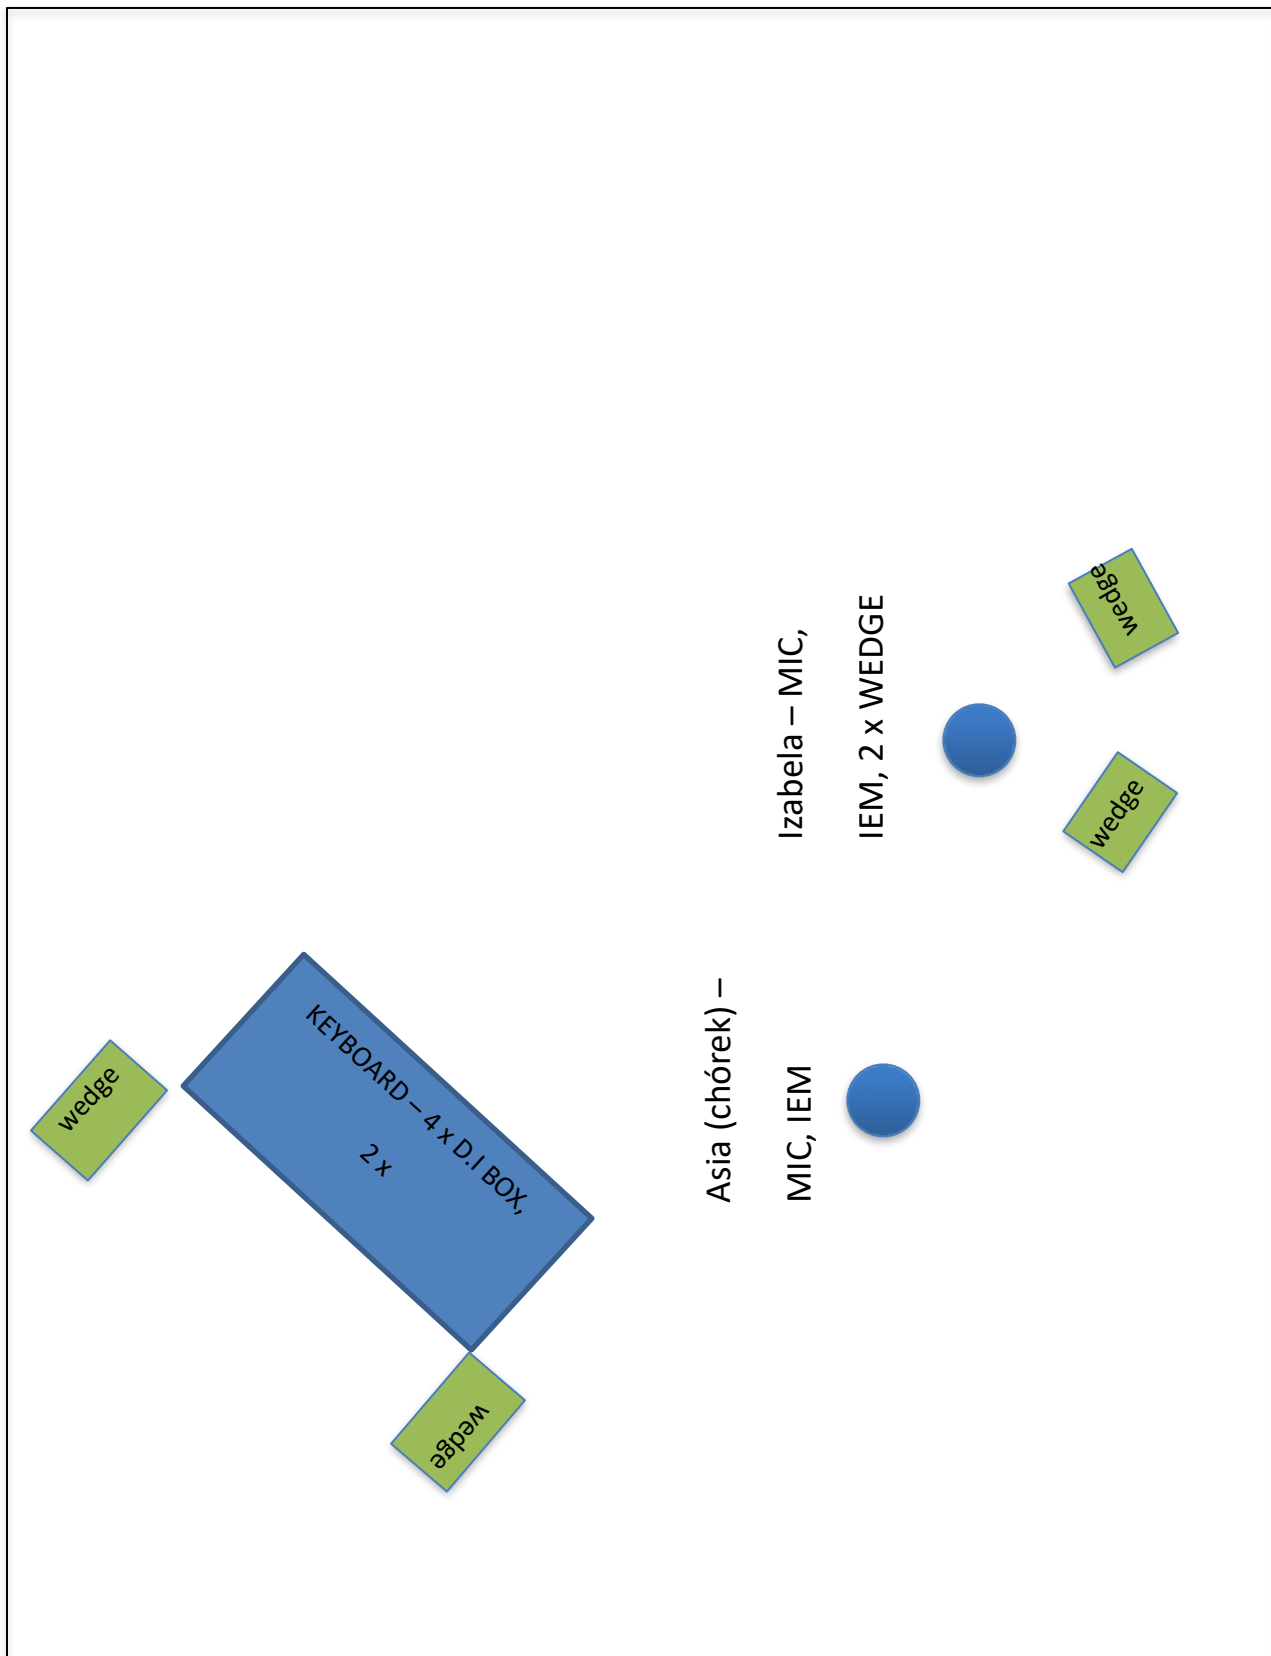 wedge
KEYBOARD – 4 x D.I BOX,
2 x
wedge
Asia (chórek) –
MIC, IEM
Izabela – MIC,
IEM, 2 x WEDGE
wedge
wedge